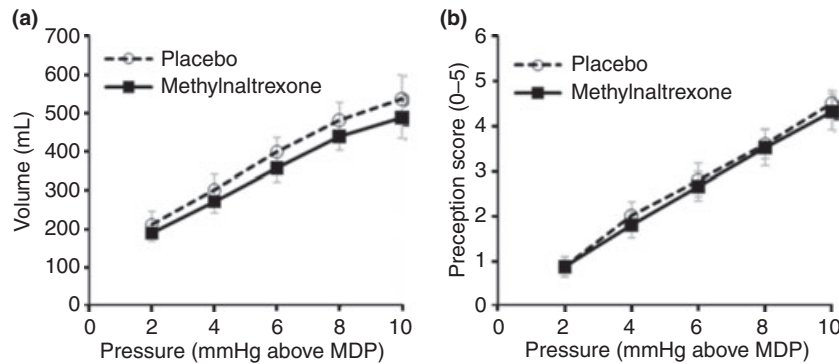 (a)
Volume (mL)
700
600
500
400
300
200
100
0
Placebo
Methylnaltrexone
0 2 4 6 8 10
Pressure (mmHg above MDP)
(b)
Preception score (0–5)
6
5
4
3
2
1
0
Placebo
Methylnaltrexone
0 2 4 6 8 10
Pressure (mmHg above MDP)